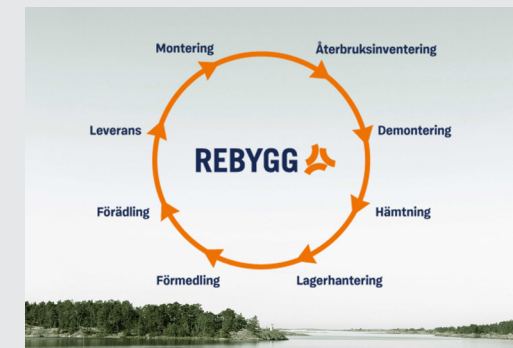 Montering
Återbruksinventering
Leverans
Demontering
REBYGG
Förädling
Hämtning
Förmedling
Lagerhantering